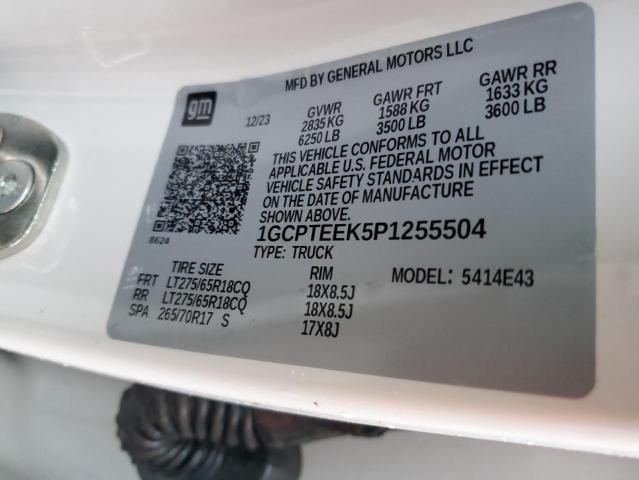 MFD BY GENERAL MOTORS LLC
gm
12/23
GVWR GAWR FRT GAWR RR
2835 KG 1588 KG 1633 KG
6250 LB 3500 LB 3600 LB
THIS VEHICLE CONFORMS TO ALL
APPLICABLE U.S. FEDERAL MOTOR
VEHICLE SAFETY STANDARDS IN EFFECT
ON THE DATE OF MANUFACTURE
SHOWN ABOVE.
8624
1GCPTEEK5P1255504
TYPE: TRUCK
TIRE SIZE RIM MODEL: 5414E43
FRT LT275/65R18CQ 18X8.5J
RR LT275/65R18CQ 18X8.5J
SPA 265/70R17 S 17X8J